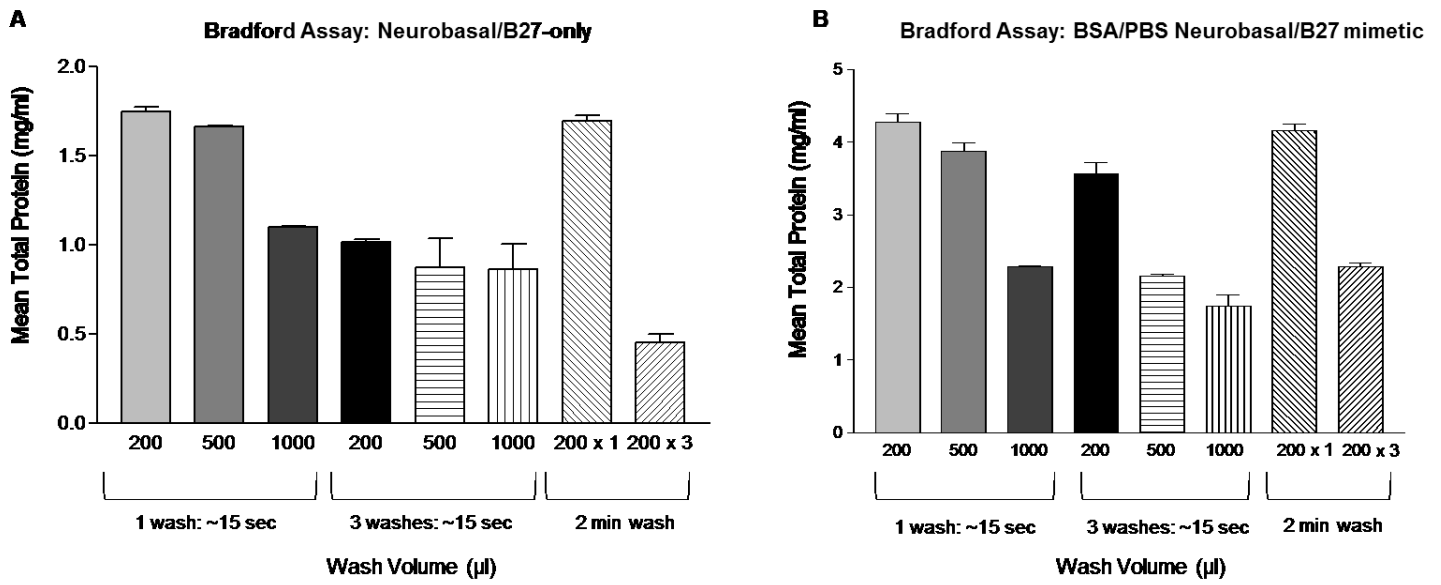 A
Bradford Assay: Neurobasal/B27-only
Mean Total Protein (mg/ml)
2.0
1.5
1.0
0.5
0.0
200 500 1000 200 500 1000 200 x 1 200 x 3
1 wash: ~15 sec 3 washes: ~15 sec 2 min wash
Wash Volume (µl)
B
Bradford Assay: BSA/PBS Neurobasal/B27 mimetic
Mean Total Protein (mg/ml)
5
4
3
2
1
0
200 500 1000 200 500 1000 200 x 1 200 x 3
1 wash: ~15 sec 3 washes: ~15 sec 2 min wash
Wash Volume (µl)